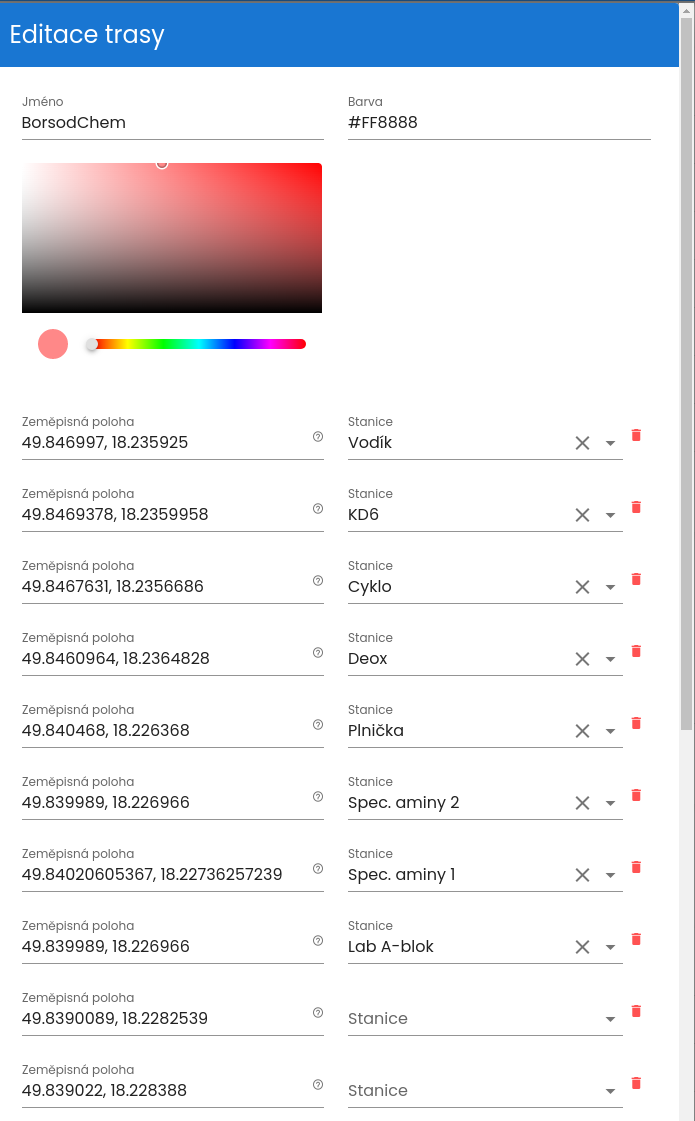 Editace trasy
Jméno
Barva
BorsodChem
#FF8888
Zeměpisná poloha
Stanice
49.846997, 18.235925
Vodík
Zeměpisná poloha
Stanice
49.8469378, 18.2359958
KD6
Zeměpisná poloha
Stanice
49.8467631, 18.2356686
Cyklo
Zeměpisná poloha
Stanice
49.8460964, 18.2364828
Deox
Zeměpisná poloha
Stanice
49.840468, 18.226368
Plnička
Zeměpisná poloha
Stanice
49.839989, 18.226966
Spec. aminy 2
Zeměpisná poloha
Stanice
49.84020605367, 18.22736257239
Spec. aminy 1
Zeměpisná poloha
Stanice
49.839989, 18.226966
Lab A-blok
Zeměpisná poloha
49.8390089, 18.2282539
Stanice
Zeměpisná poloha
49.839022, 18.228388
Stanice